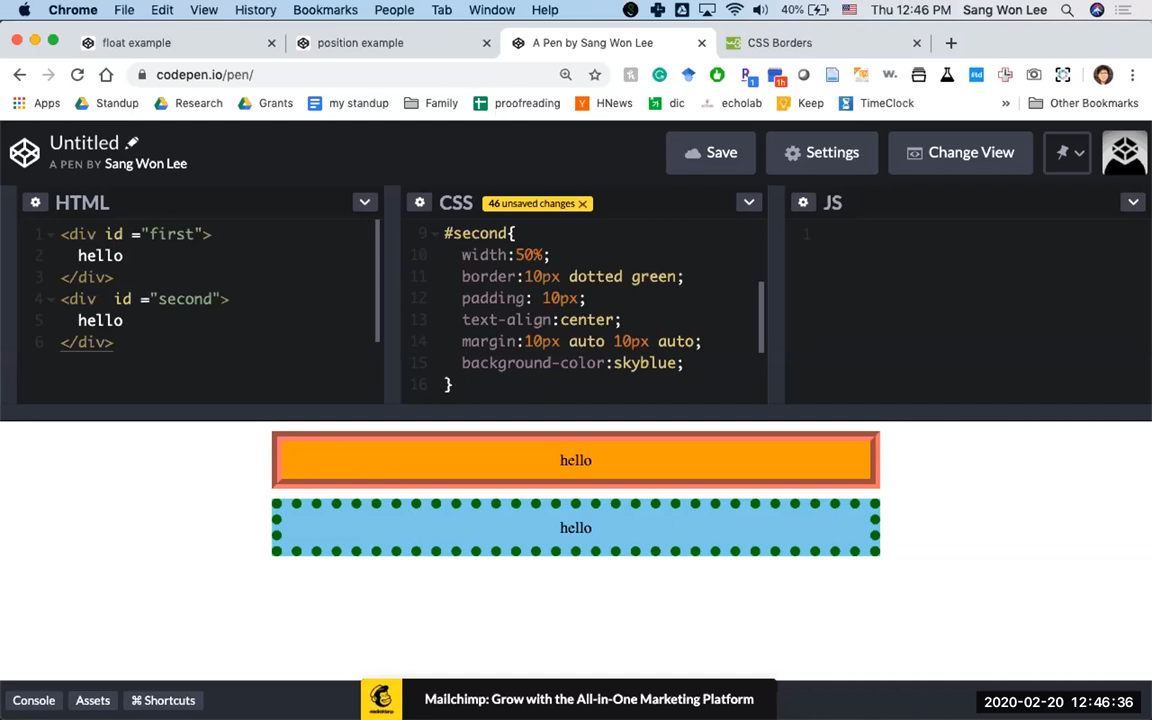 Chrome File Edit View History Bookmarks People Tab Window Help 40% Thu 12:46 PM Sang Won Lee
float example position example A Pen by Sang Won Lee CSS Borders
codepen.io/pen/
Apps Standup Research Grants my standup Family proofreading HNews dic echolab Keep TimeClock » Other Bookmarks
Untitled
A PEN BY Sang Won Lee
Save Settings Change View
HTML
1 <div id ="first">
2 hello
3 </div>
4 <div  id ="second">
5 hello
6 </div>
CSS 46 unsaved changes
9 #second{
10 width:50%;
11 border:10px dotted green;
12 padding: 10px;
13 text-align:center;
14 margin:10px auto 10px auto;
15 background-color:skyblue;
16 }
JS
1
hello
hello
Console Assets ⌘ Shortcuts
Mailchimp: Grow with the All-in-One Marketing Platform
2020-02-20 12:46:36